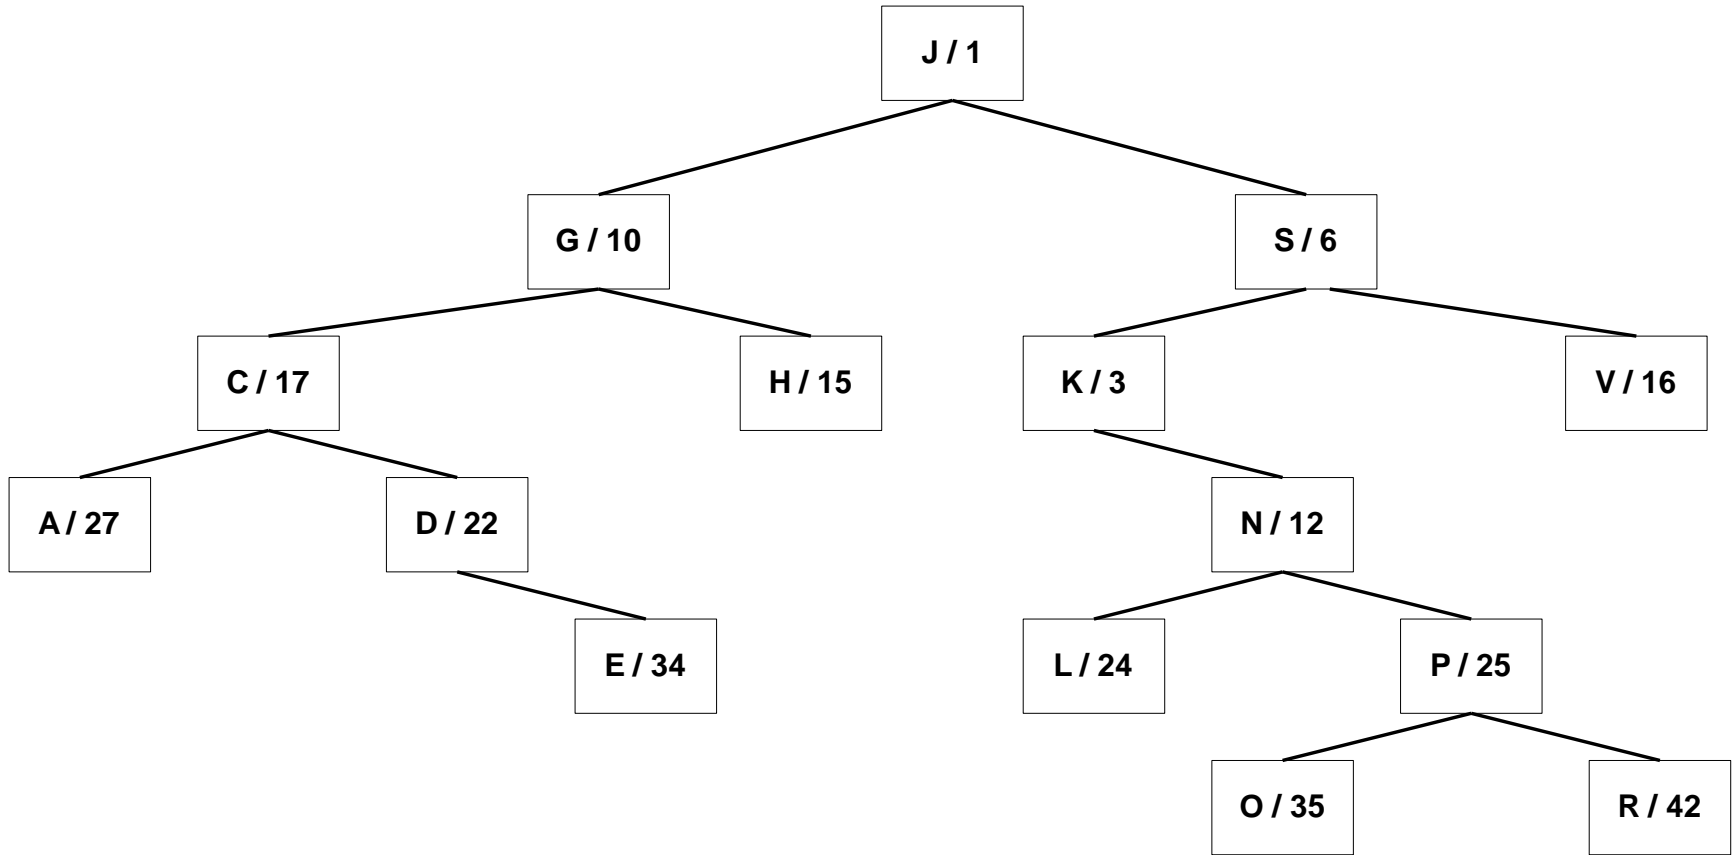 J / 1
G / 10
S / 6
C / 17
H / 15
K / 3
V / 16
A / 27
D / 22
N / 12
E / 34
L / 24
P / 25
O / 35
R / 42